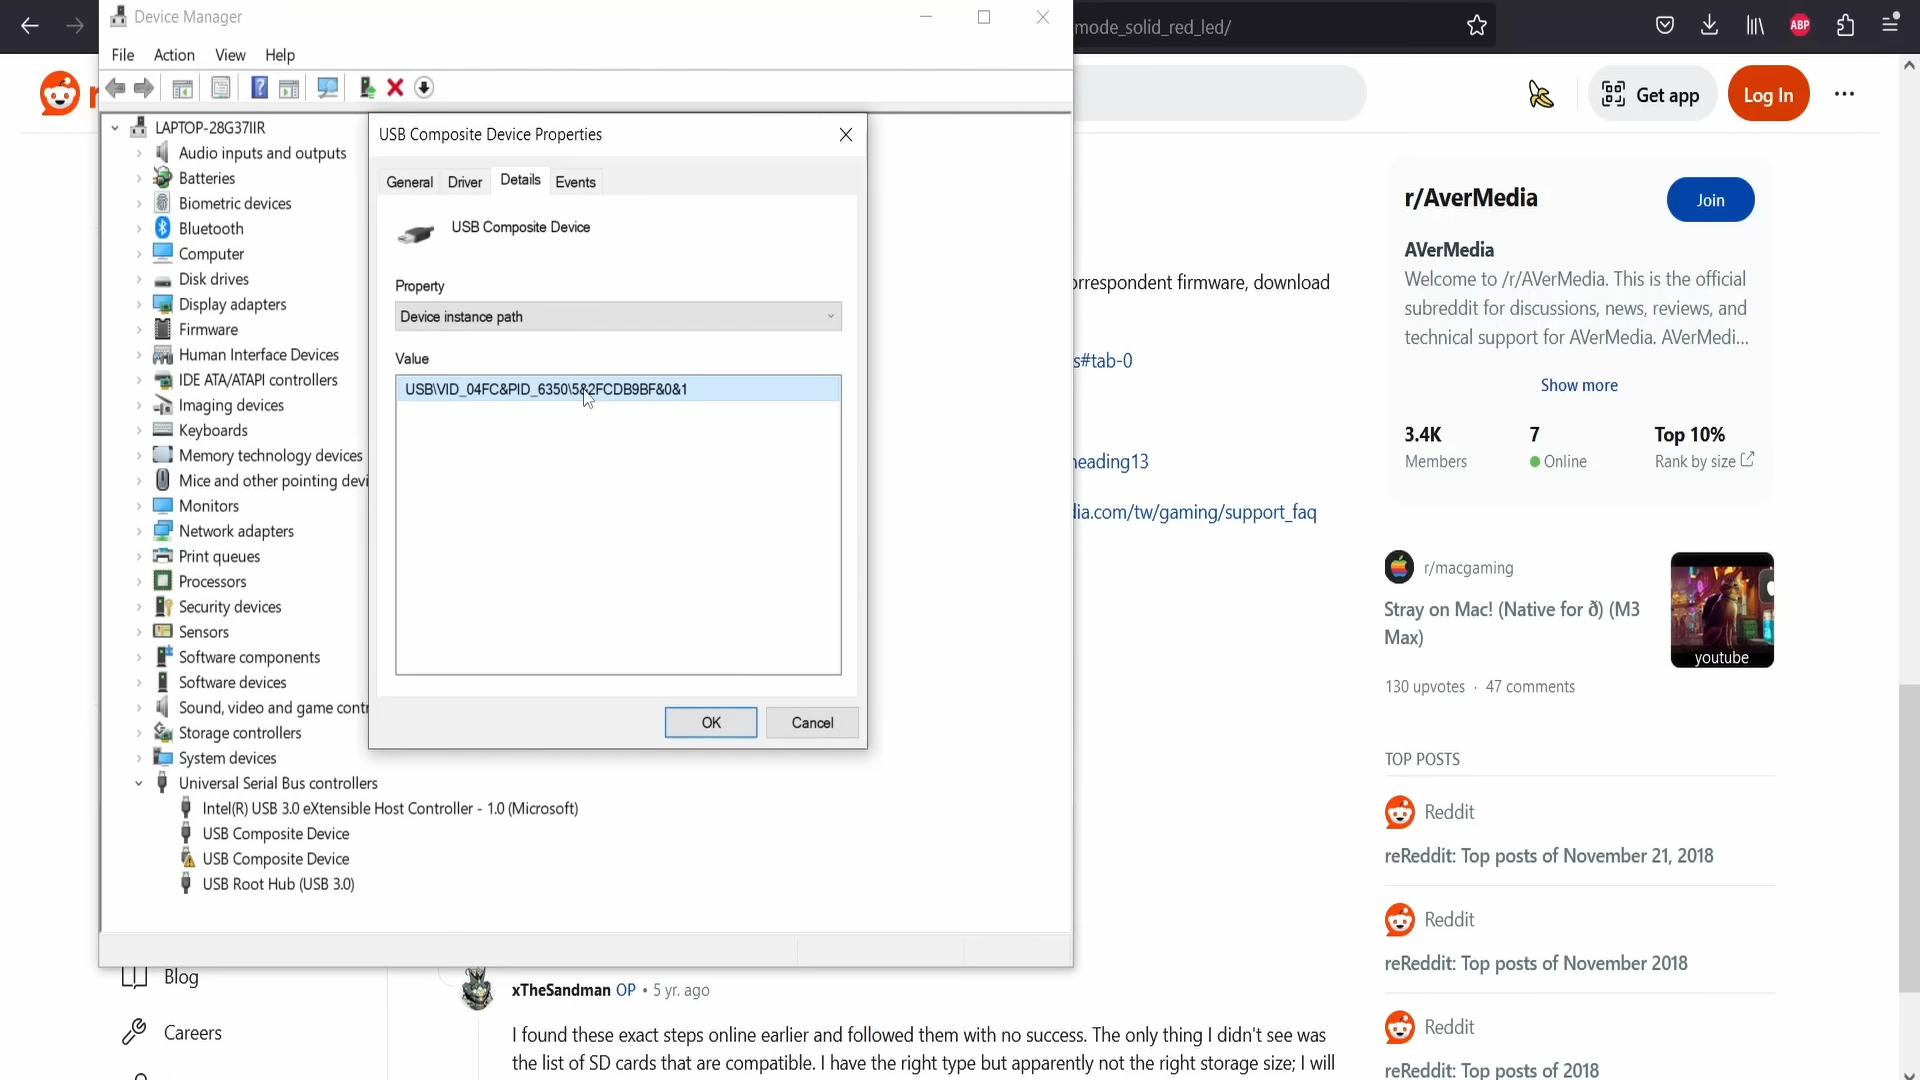 Device Manager
mode_solid_red_led/
ABP
File Action View Help
Get app
Log In
LAPTOP-28G37IIR
Audio inputs and outputs
Batteries
Biometric devices
Bluetooth
Computer
Disk drives
Display adapters
Firmware
Human Interface Devices
IDE ATA/ATAPI controllers
Imaging devices
Keyboards
Memory technology devices
Mice and other pointing devi
Monitors
Network adapters
Print queues
Processors
Security devices
Sensors
Software components
Software devices
Sound, video and game contr
Storage controllers
System devices
Universal Serial Bus controllers
Intel(R) USB 3.0 eXtensible Host Controller - 1.0 (Microsoft)
USB Composite Device
USB Composite Device
USB Root Hub (USB 3.0)
USB Composite Device Properties
General Driver Details Events
USB Composite Device
Property
Device instance path
Value
USB\VID_04FC&PID_6350\5&2FCDB9BF&0&1
OK Cancel
orrespondent firmware, download
s#tab-0
heading13
dia.com/tw/gaming/support_faq
r/AverMedia
Join
AVerMedia
Welcome to /r/AVerMedia. This is the official
subreddit for discussions, news, reviews, and
technical support for AVerMedia. AVerMedi...
Show more
3.4K 7 Top 10%
Members Online Rank by size
r/macgaming
Stray on Mac! (Native for ð) (M3
Max)
youtube
130 upvotes · 47 comments
TOP POSTS
Reddit
reReddit: Top posts of November 21, 2018
Reddit
reReddit: Top posts of November 2018
Reddit
reReddit: Top posts of 2018
Blog
Careers
xTheSandman OP • 5 yr. ago
I found these exact steps online earlier and followed them with no success. The only thing I didn't see was
the list of SD cards that are compatible. I have the right type but apparently not the right storage size; I will